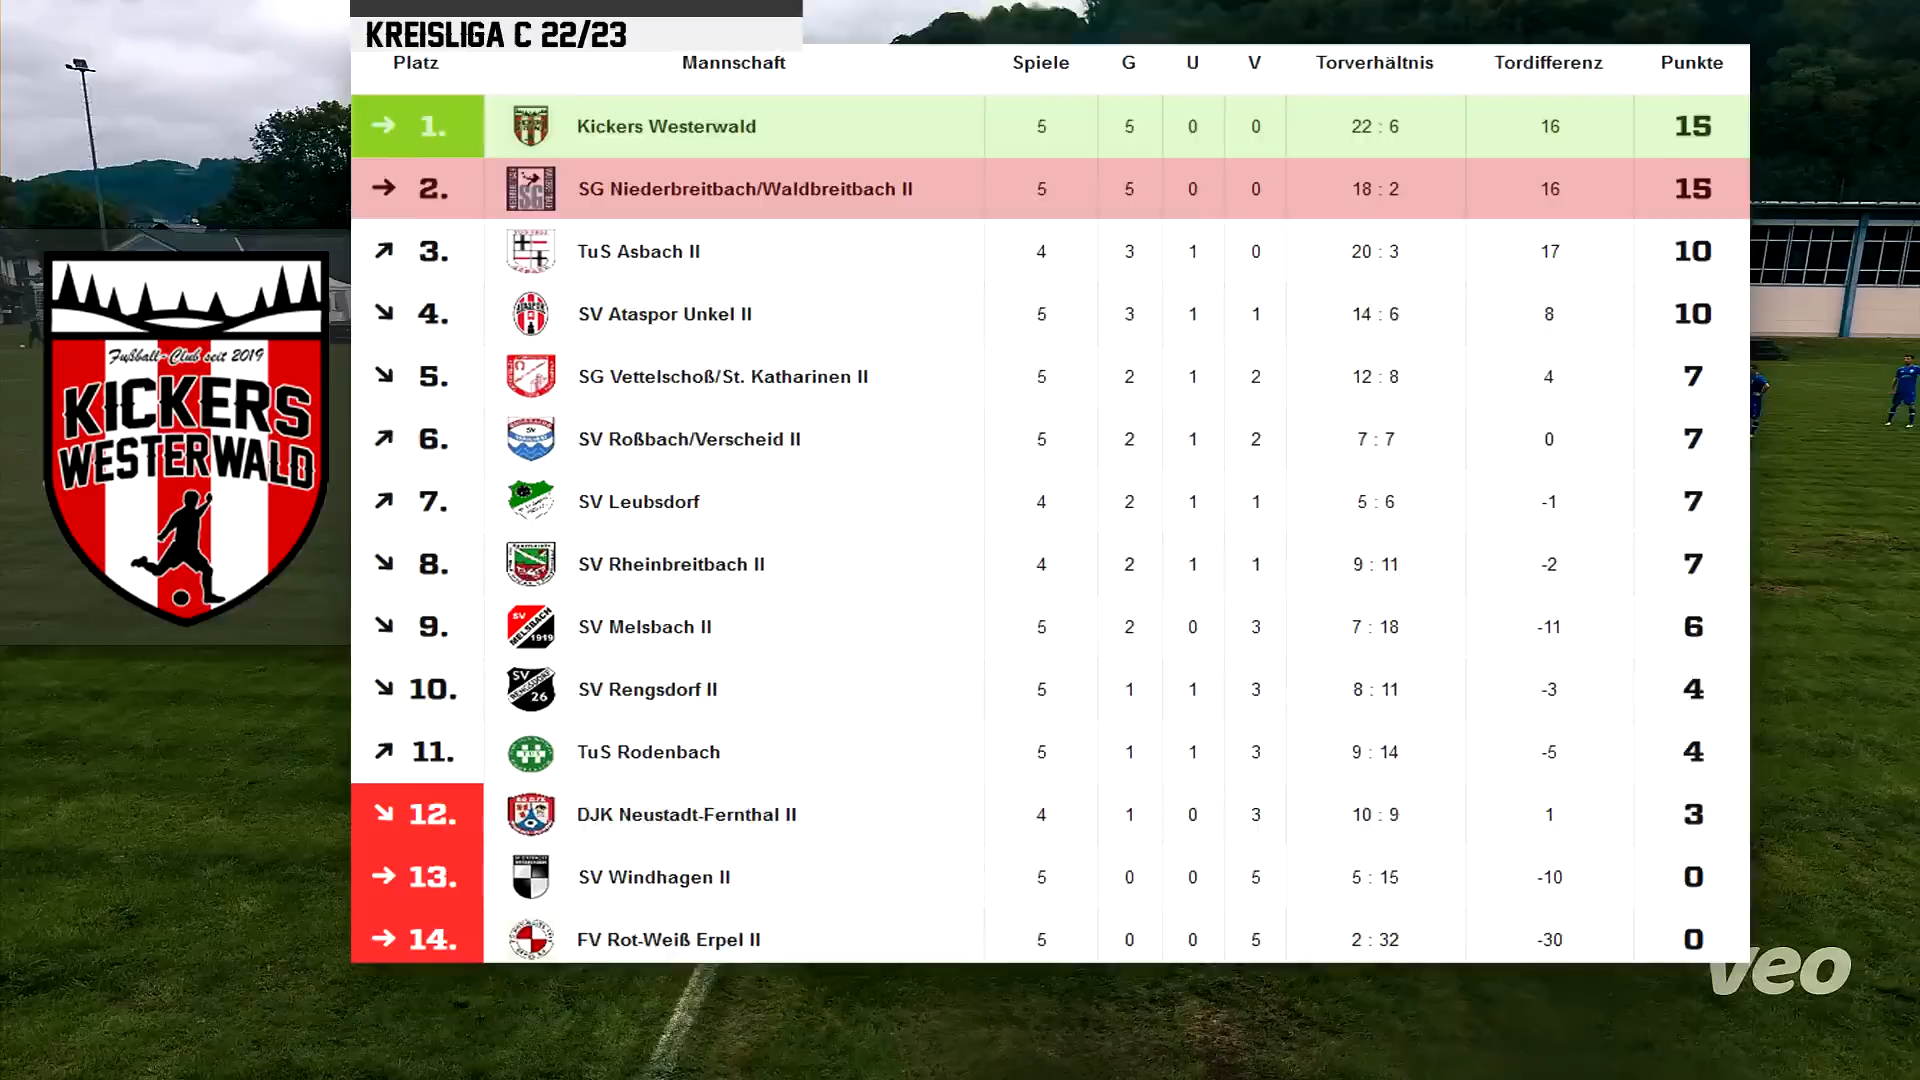 KREISLIGA C 22/23
Platz Mannschaft Spiele G U V Torverhältnis Tordifferenz Punkte
1. Kickers Westerwald 5 5 0 0 22 : 6 16 15
2. SG Niederbreitbach/Waldbreitbach II 5 5 0 0 18 : 2 16 15
3. TuS Asbach II 4 3 1 0 20 : 3 17 10
4. SV Ataspor Unkel II 5 3 1 1 14 : 6 8 10
5. SG Vettelschoß/St. Katharinen II 5 2 1 2 12 : 8 4 7
6. SV Roßbach/Verscheid II 5 2 1 2 7 : 7 0 7
7. SV Leubsdorf 4 2 1 1 5 : 6 -1 7
8. SV Rheinbreitbach II 4 2 1 1 9 : 11 -2 7
9. SV Melsbach II 5 2 0 3 7 : 18 -11 6
10. SV Rengsdorf II 5 1 1 3 8 : 11 -3 4
11. TuS Rodenbach 5 1 1 3 9 : 14 -5 4
12. DJK Neustadt-Fernthal II 4 1 0 3 10 : 9 1 3
13. SV Windhagen II 5 0 0 5 5 : 15 -10 0
14. FV Rot-Weiß Erpel II 5 0 0 5 2 : 32 -30 0
Fußball-Club seit 2019
KICKERS
WESTERWALD
SG
SV
MELSBACH
1919
SV
RENGSDORF
26
veo